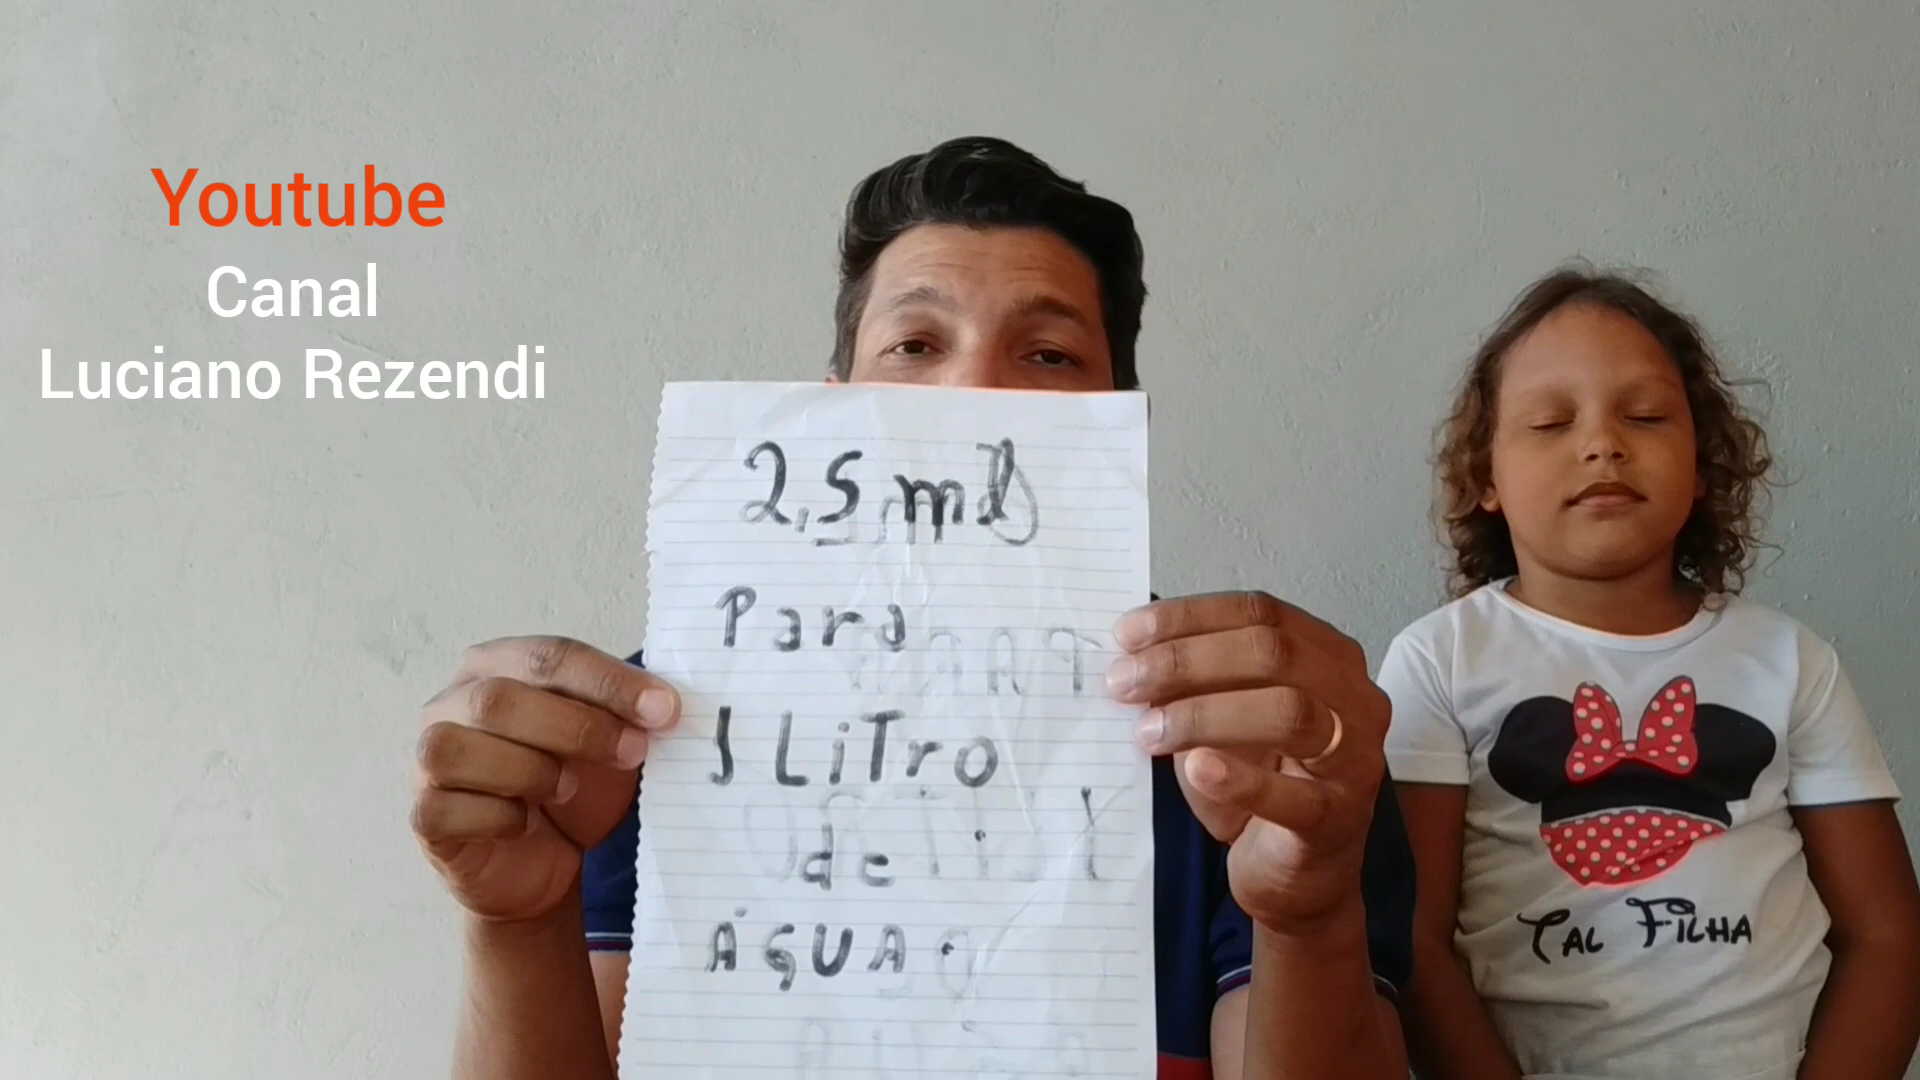 Youtube
Canal
Luciano Rezendi
2,5 ml
Para
1 LiTro
de
ÁGUA.
TAL FILHA